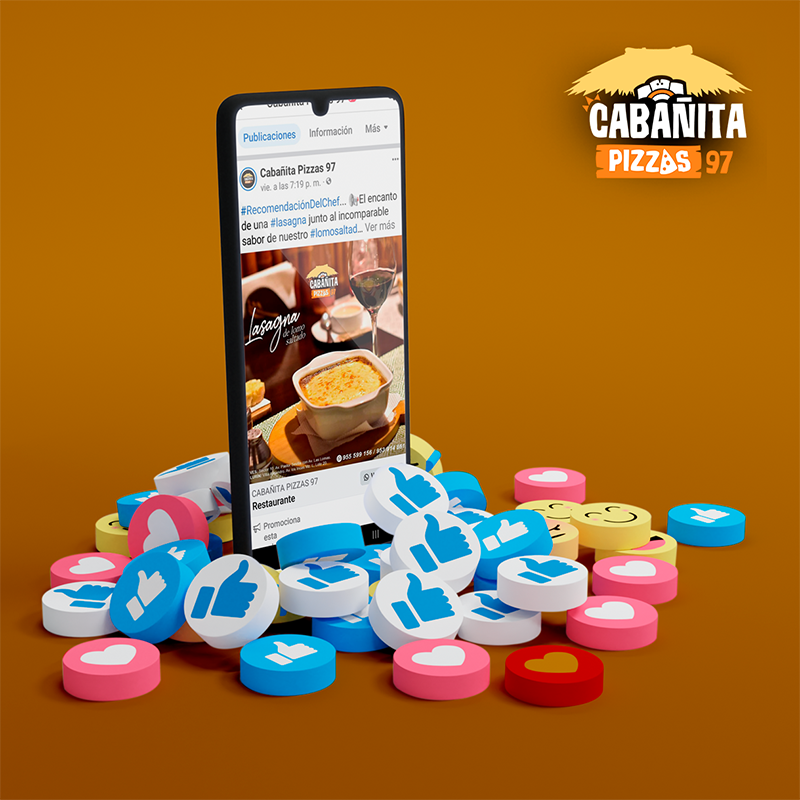 CABAÑITA
PIZZAS 97
Publicaciones Información Más
Cabañita Pizzas 97
vie. a las 7:19 p. m.
#RecomendaciónDelChef... El encanto
de una #lasagna junto al incomparable
sabor de nuestro #lomosaltad... Ver más
CABAÑITA
PIZZAS 97
Lasagna
de lomo
saltado
CABAÑITA PIZZAS 97
Restaurante
Promociona
esta